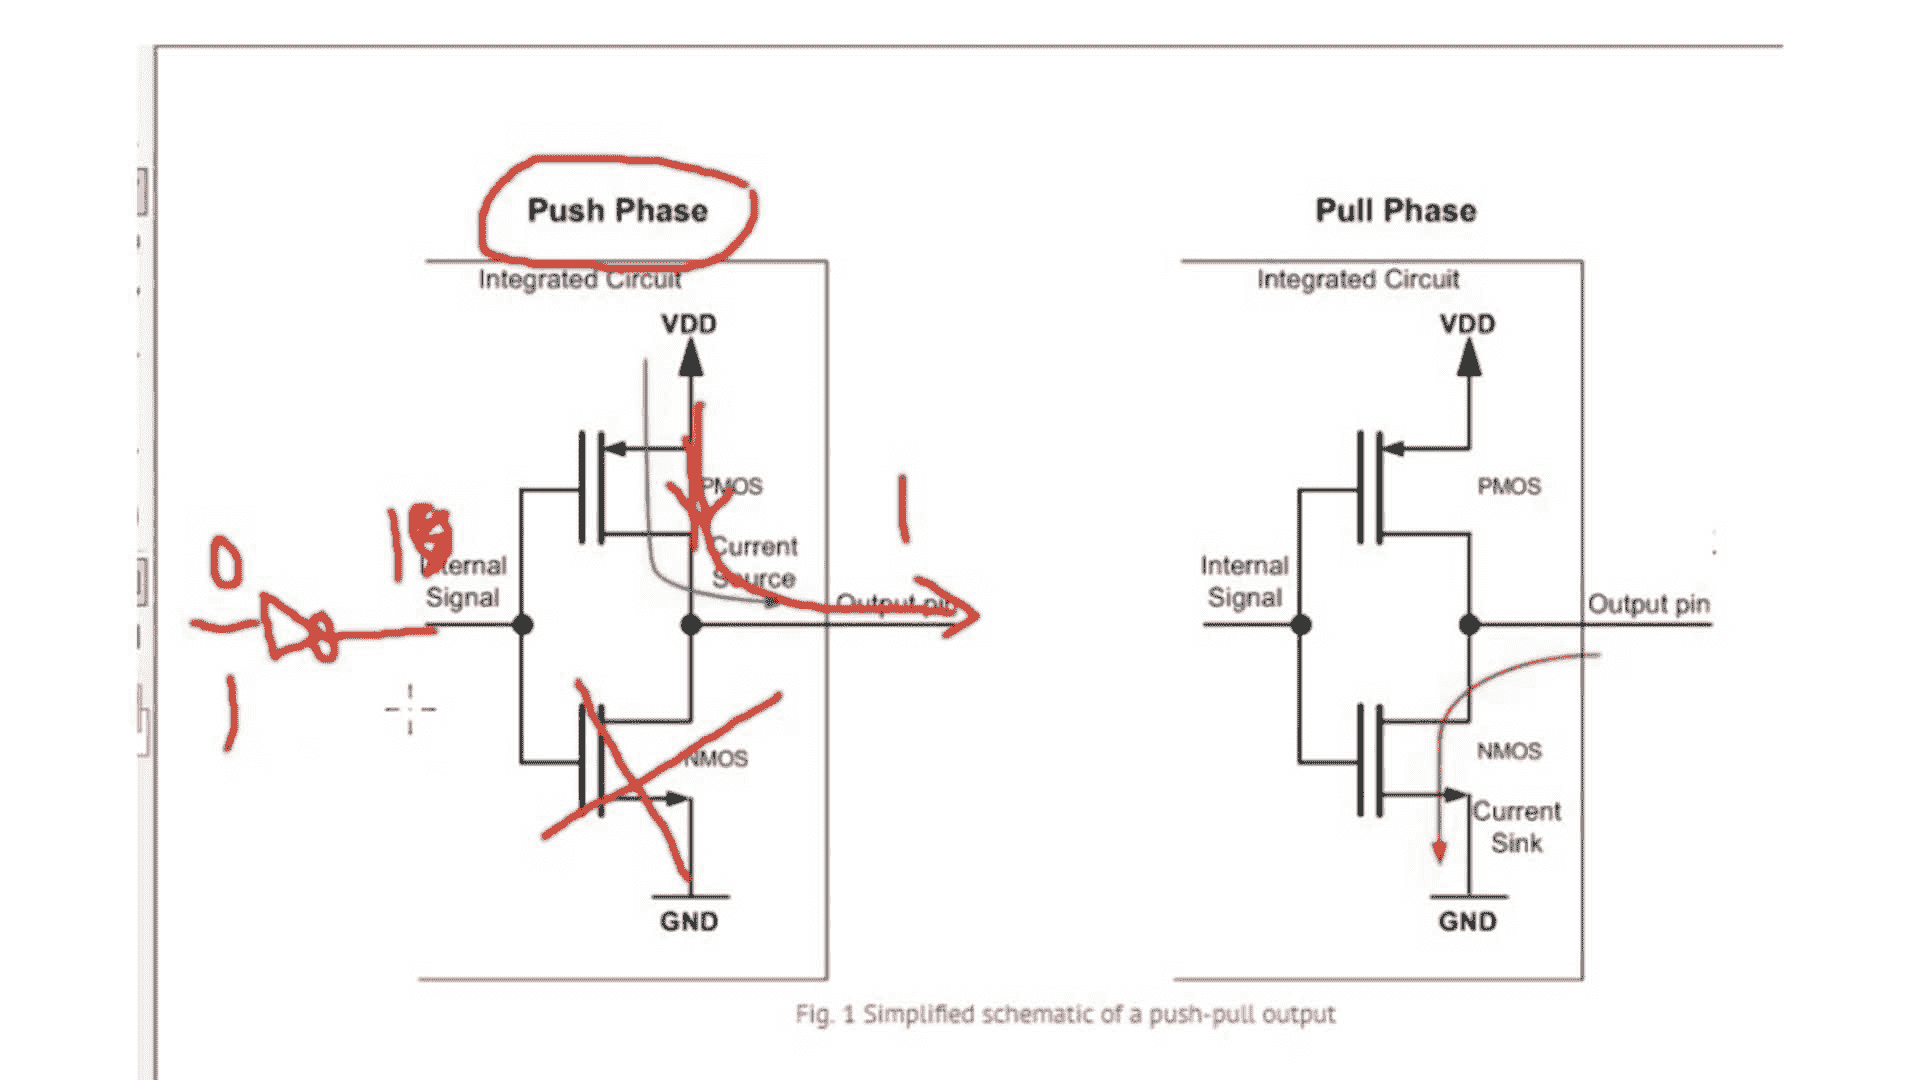 Push Phase
Integrated Circuit
VDD
PMOS
1
Current
Source
0
1
Internal
Signal
Output pin
1
NMOS
GND
Pull Phase
Integrated Circuit
VDD
PMOS
Internal
Signal
Output pin
NMOS
Current
Sink
GND
Fig. 1 Simplified schematic of a push-pull output